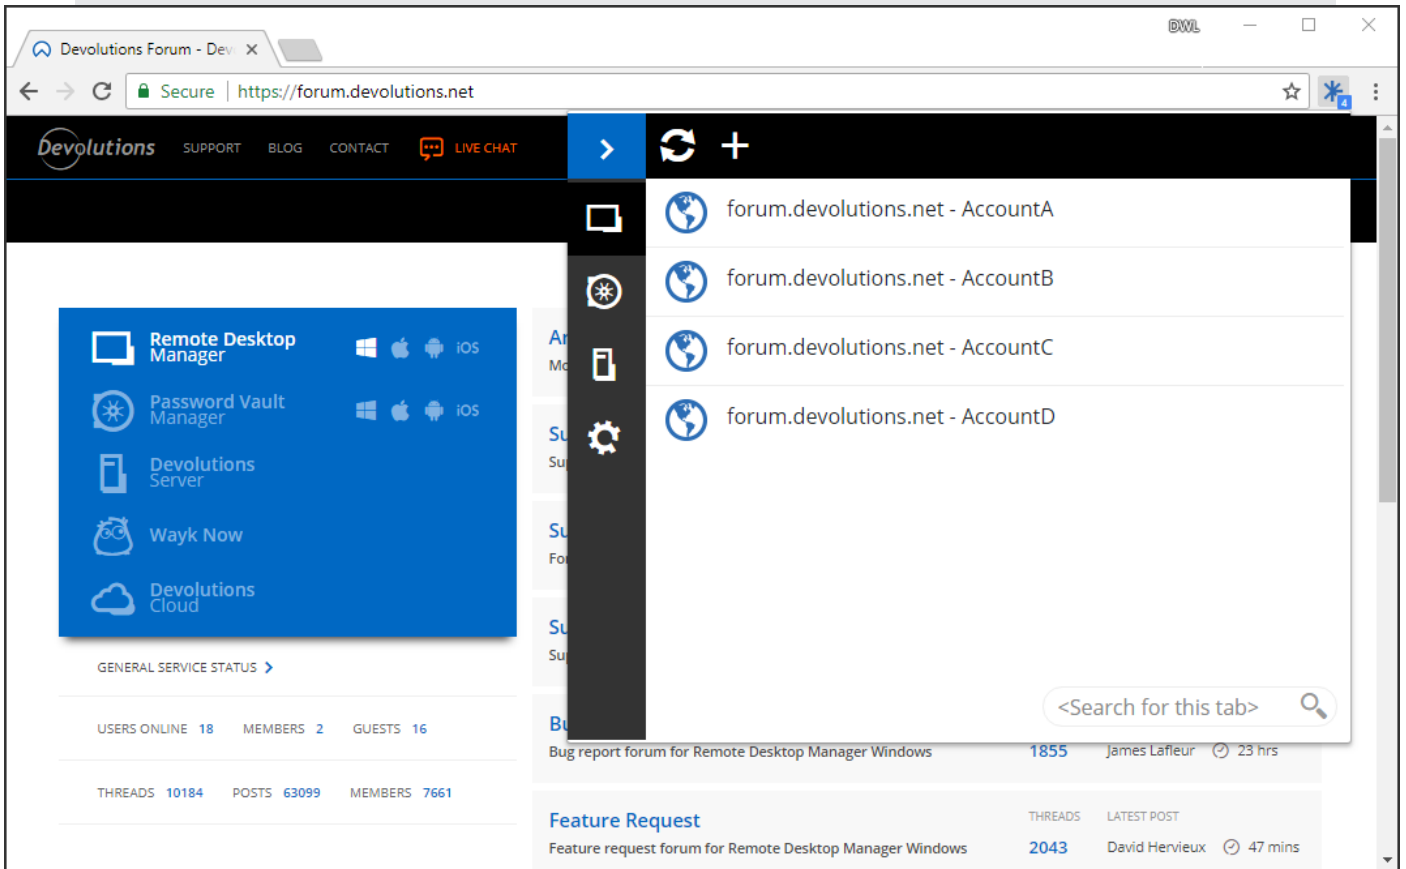 DWL
Devolutions Forum - Dev
Secure https://forum.devolutions.net
4
Devolutions SUPPORT BLOG CONTACT LIVE CHAT
forum.devolutions.net - AccountA
forum.devolutions.net - AccountB
forum.devolutions.net - AccountC
forum.devolutions.net - AccountD
<Search for this tab>
Remote Desktop
Manager
iOS
Password Vault
Manager
iOS
Devolutions
Server
Wayk Now
Devolutions
Cloud
GENERAL SERVICE STATUS
USERS ONLINE 18 MEMBERS 2 GUESTS 16
THREADS 10184 POSTS 63099 MEMBERS 7661
Su
Su
Su
Bu
Bug report forum for Remote Desktop Manager Windows 1855 James Lafleur 23 hrs
Feature Request THREADS LATEST POST
Feature request forum for Remote Desktop Manager Windows 2043 David Hervieux 47 mins